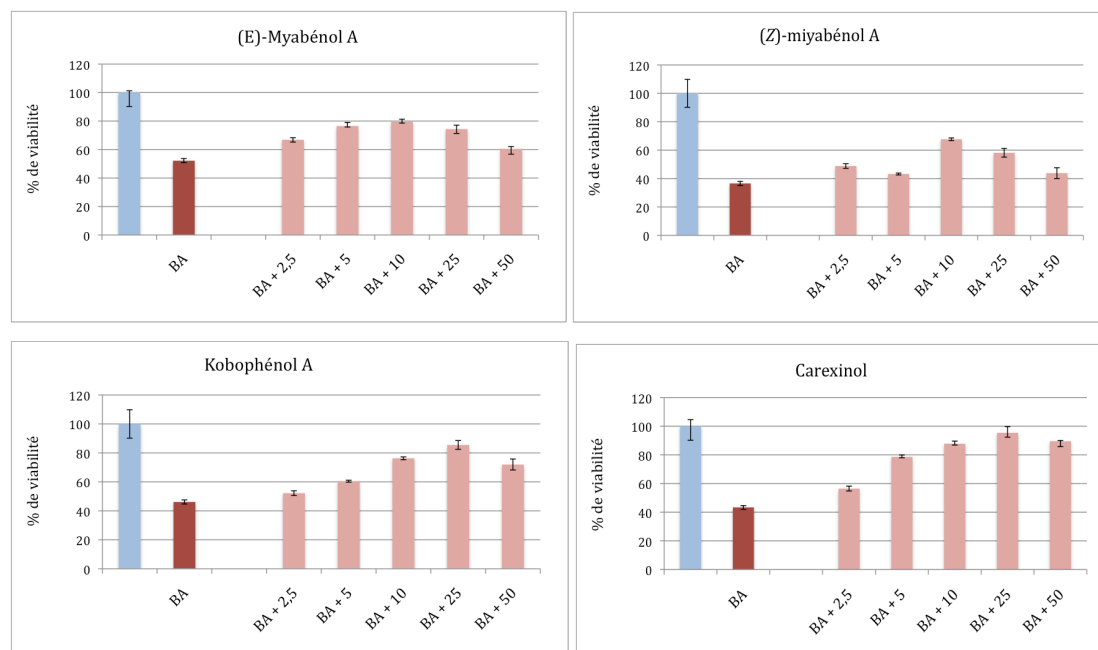 (E)-Myabénol A
% de viabilité
120
100
80
60
40
20
0
BA
BA + 2,5
BA + 5
BA + 10
BA + 25
BA + 50
(Z)-miyabénol A
% de viabilité
120
100
80
60
40
20
0
BA
BA + 2,5
BA + 5
BA + 10
BA + 25
BA + 50
Kobophénol A
% de viabilité
120
100
80
60
40
20
0
BA
BA + 2,5
BA + 5
BA + 10
BA + 25
BA + 50
Carexinol
% de viabilité
120
100
80
60
40
20
0
BA
BA + 2,5
BA + 5
BA + 10
BA + 25
BA + 50